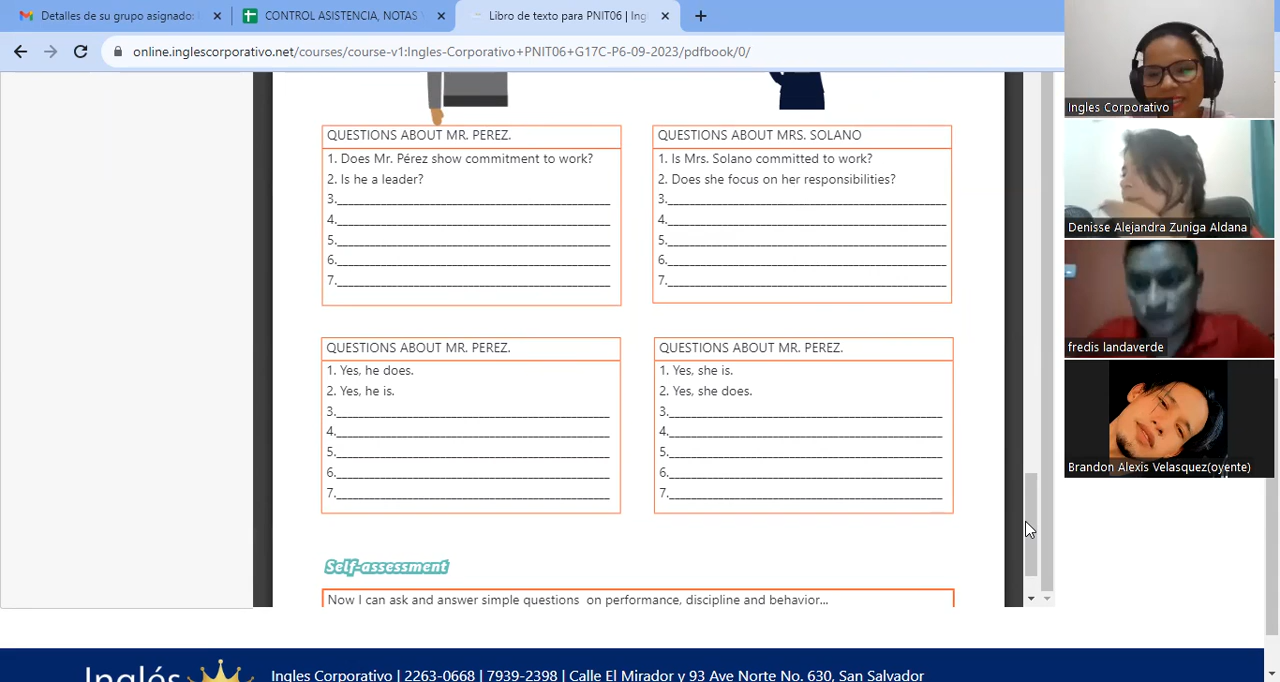 Detalles de su grupo asignado:
CONTROL ASISTENCIA, NOTAS
Libro de texto para PNIT06 | Ing
online.inglescorporativo.net/courses/course-v1:Ingles-Corporativo+PNIT06+G17C-P6-09-2023/pdfbook/0/
QUESTIONS ABOUT MR. PEREZ.
1. Does Mr. Pérez show commitment to work?
2. Is he a leader?
3.
4.
5.
6.
7.
QUESTIONS ABOUT MRS. SOLANO
1. Is Mrs. Solano committed to work?
2. Does she focus on her responsibilities?
3.
4.
5.
6.
7.
QUESTIONS ABOUT MR. PEREZ.
1. Yes, he does.
2. Yes, he is.
3.
4.
5.
6.
7.
QUESTIONS ABOUT MR. PEREZ.
1. Yes, she is.
2. Yes, she does.
3.
4.
5.
6.
7.
Self-assessment
Now I can ask and answer simple questions on performance, discipline and behavior...
Inglés
Ingles Corporativo | 2263-0668 | 7939-2398 | Calle El Mirador y 93 Ave Norte No. 630, San Salvador
Ingles Corporativo
Denisse Alejandra Zuniga Aldana
fredis landaverde
Brandon Alexis Velasquez(oyente)